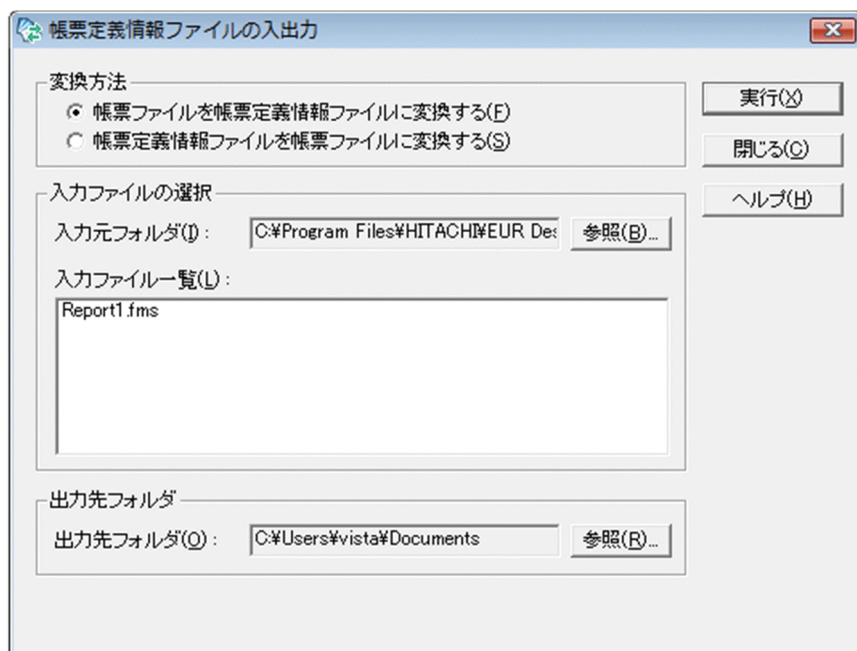 帳票定義情報ファイルの入出力
変換方法
帳票ファイルを帳票定義情報ファイルに変換する(F)
帳票定義情報ファイルを帳票ファイルに変換する(S)
実行(X)
閉じる(C)
ヘルプ(H)
入力ファイルの選択
入力元フォルダ(I)：
C:¥Program Files¥HITACHI¥EUR Des
参照(B)...
入力ファイル一覧(L)：
Report1.fms
出力先フォルダ
出力先フォルダ(O)：
C:¥Users¥vista¥Documents
参照(R)...